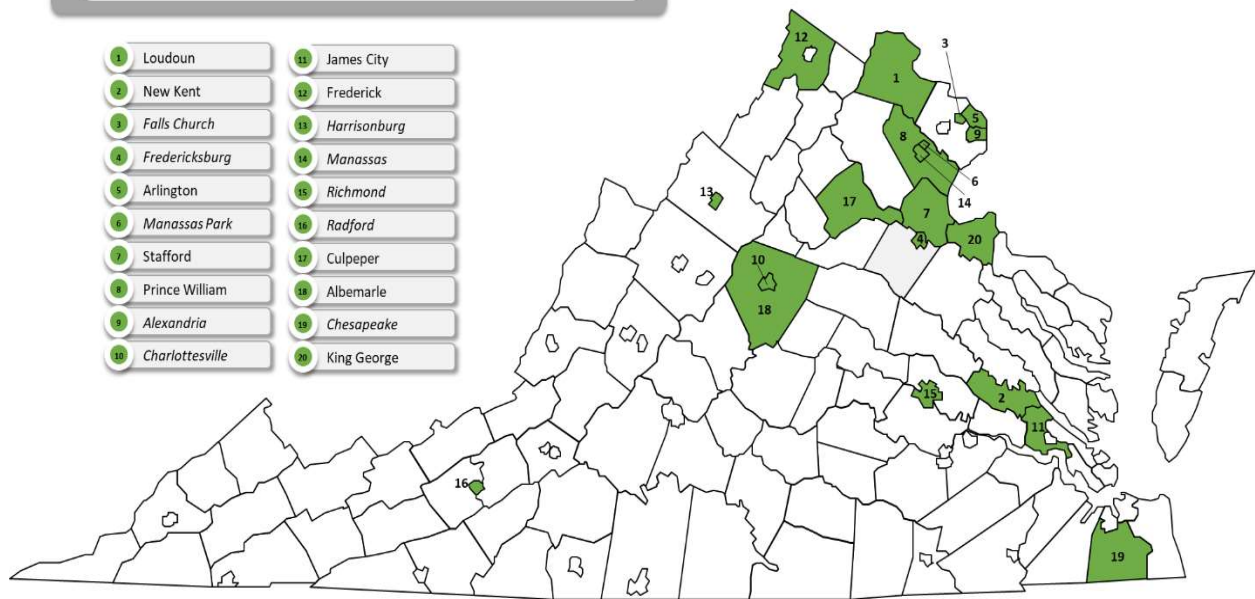 1 Loudoun
2 New Kent
3 Falls Church
4 Fredericksburg
5 Arlington
6 Manassas Park
7 Stafford
8 Prince William
9 Alexandria
10 Charlottesville
11 James City
12 Frederick
13 Harrisonburg
14 Manassas
15 Richmond
16 Radford
17 Culpeper
18 Albemarle
19 Chesapeake
20 King George
12
3
1
5
9
8
6
14
13
17
7
4
20
10
18
15
2
11
16
19